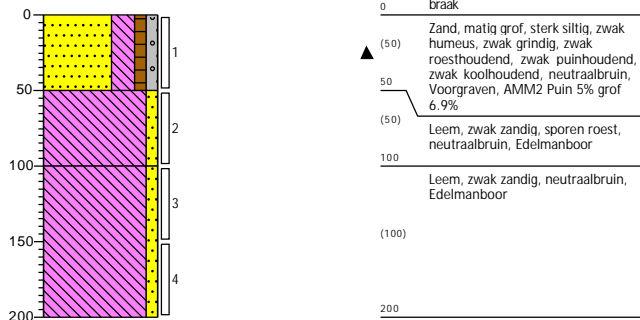 0
50
100
150
200
1
2
3
4
0
braak
(50)
Zand, matig grof, sterk siltig, zwak
humeus, zwak grindig, zwak
roesthoudend, zwak puinhoudend,
zwak koolhoudend, neutraalbruin,
Voorgraven, AMM2 Puin 5% grof
6.9%
50
(50)
Leem, zwak zandig, sporen roest,
neutraalbruin, Edelmanboor
100
Leem, zwak zandig, neutraalbruin,
Edelmanboor
(100)
200